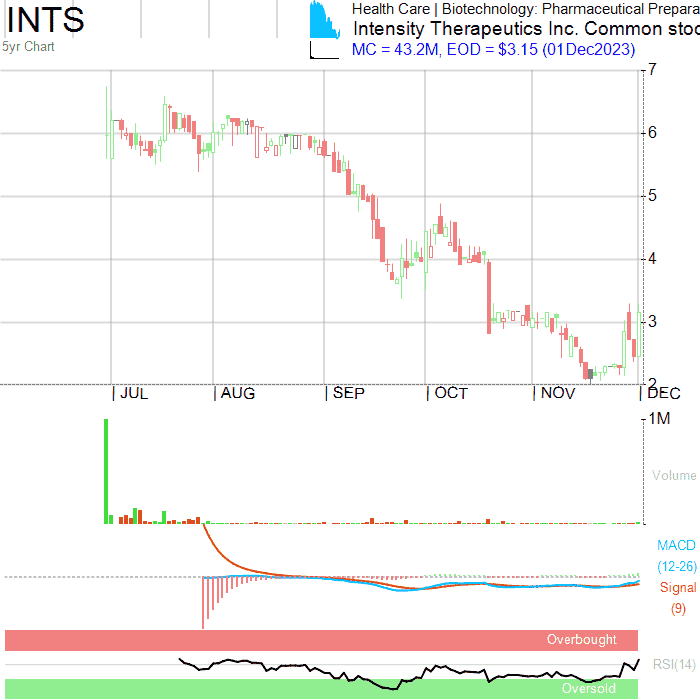 INTS
5yr Chart
Health Care | Biotechnology: Pharmaceutical Prepara
Intensity Therapeutics Inc. Common stoc
MC = 43.2M, EOD = $3.15 (01Dec2023)
7
6
5
4
3
2
JUL AUG SEP OCT NOV DEC
1M
Volume
MACD
(12-26)
Signal
(9)
Overbought
RSI(14)
Oversold